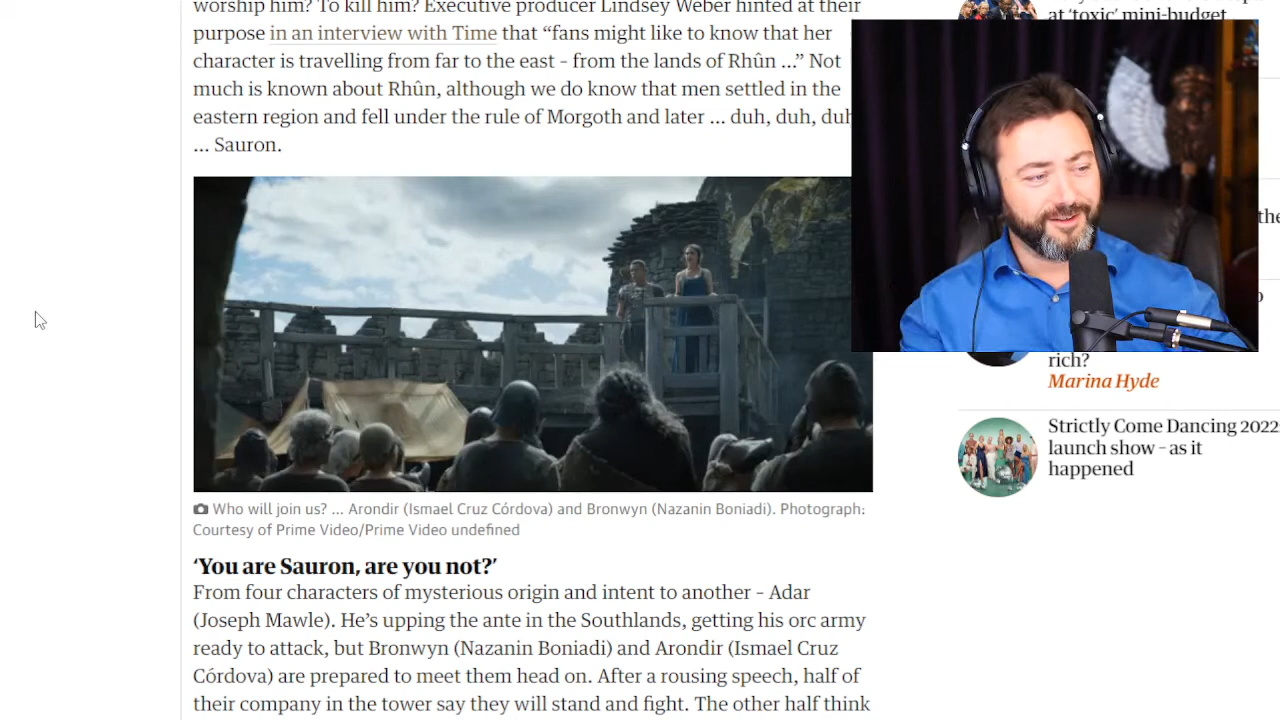 worship him? To kill him? Executive producer Lindsey Weber hinted at their
purpose in an interview with Time that “fans might like to know that her
character is travelling from far to the east – from the lands of Rhûn ...” Not
much is known about Rhûn, although we do know that men settled in the
eastern region and fell under the rule of Morgoth and later ... duh, duh, duh
... Sauron.
Who will join us? ... Arondir (Ismael Cruz Córdova) and Bronwyn (Nazanin Boniadi). Photograph:
Courtesy of Prime Video/Prime Video undefined
‘You are Sauron, are you not?’
From four characters of mysterious origin and intent to another – Adar
(Joseph Mawle). He’s upping the ante in the Southlands, getting his orc army
ready to attack, but Bronwyn (Nazanin Boniadi) and Arondir (Ismael Cruz
Córdova) are prepared to meet them head on. After a rousing speech, half of
their company in the tower say they will stand and fight. The other half think
at ‘toxic’ mini-budget
rich?
Marina Hyde
Strictly Come Dancing 2022:
launch show – as it
happened